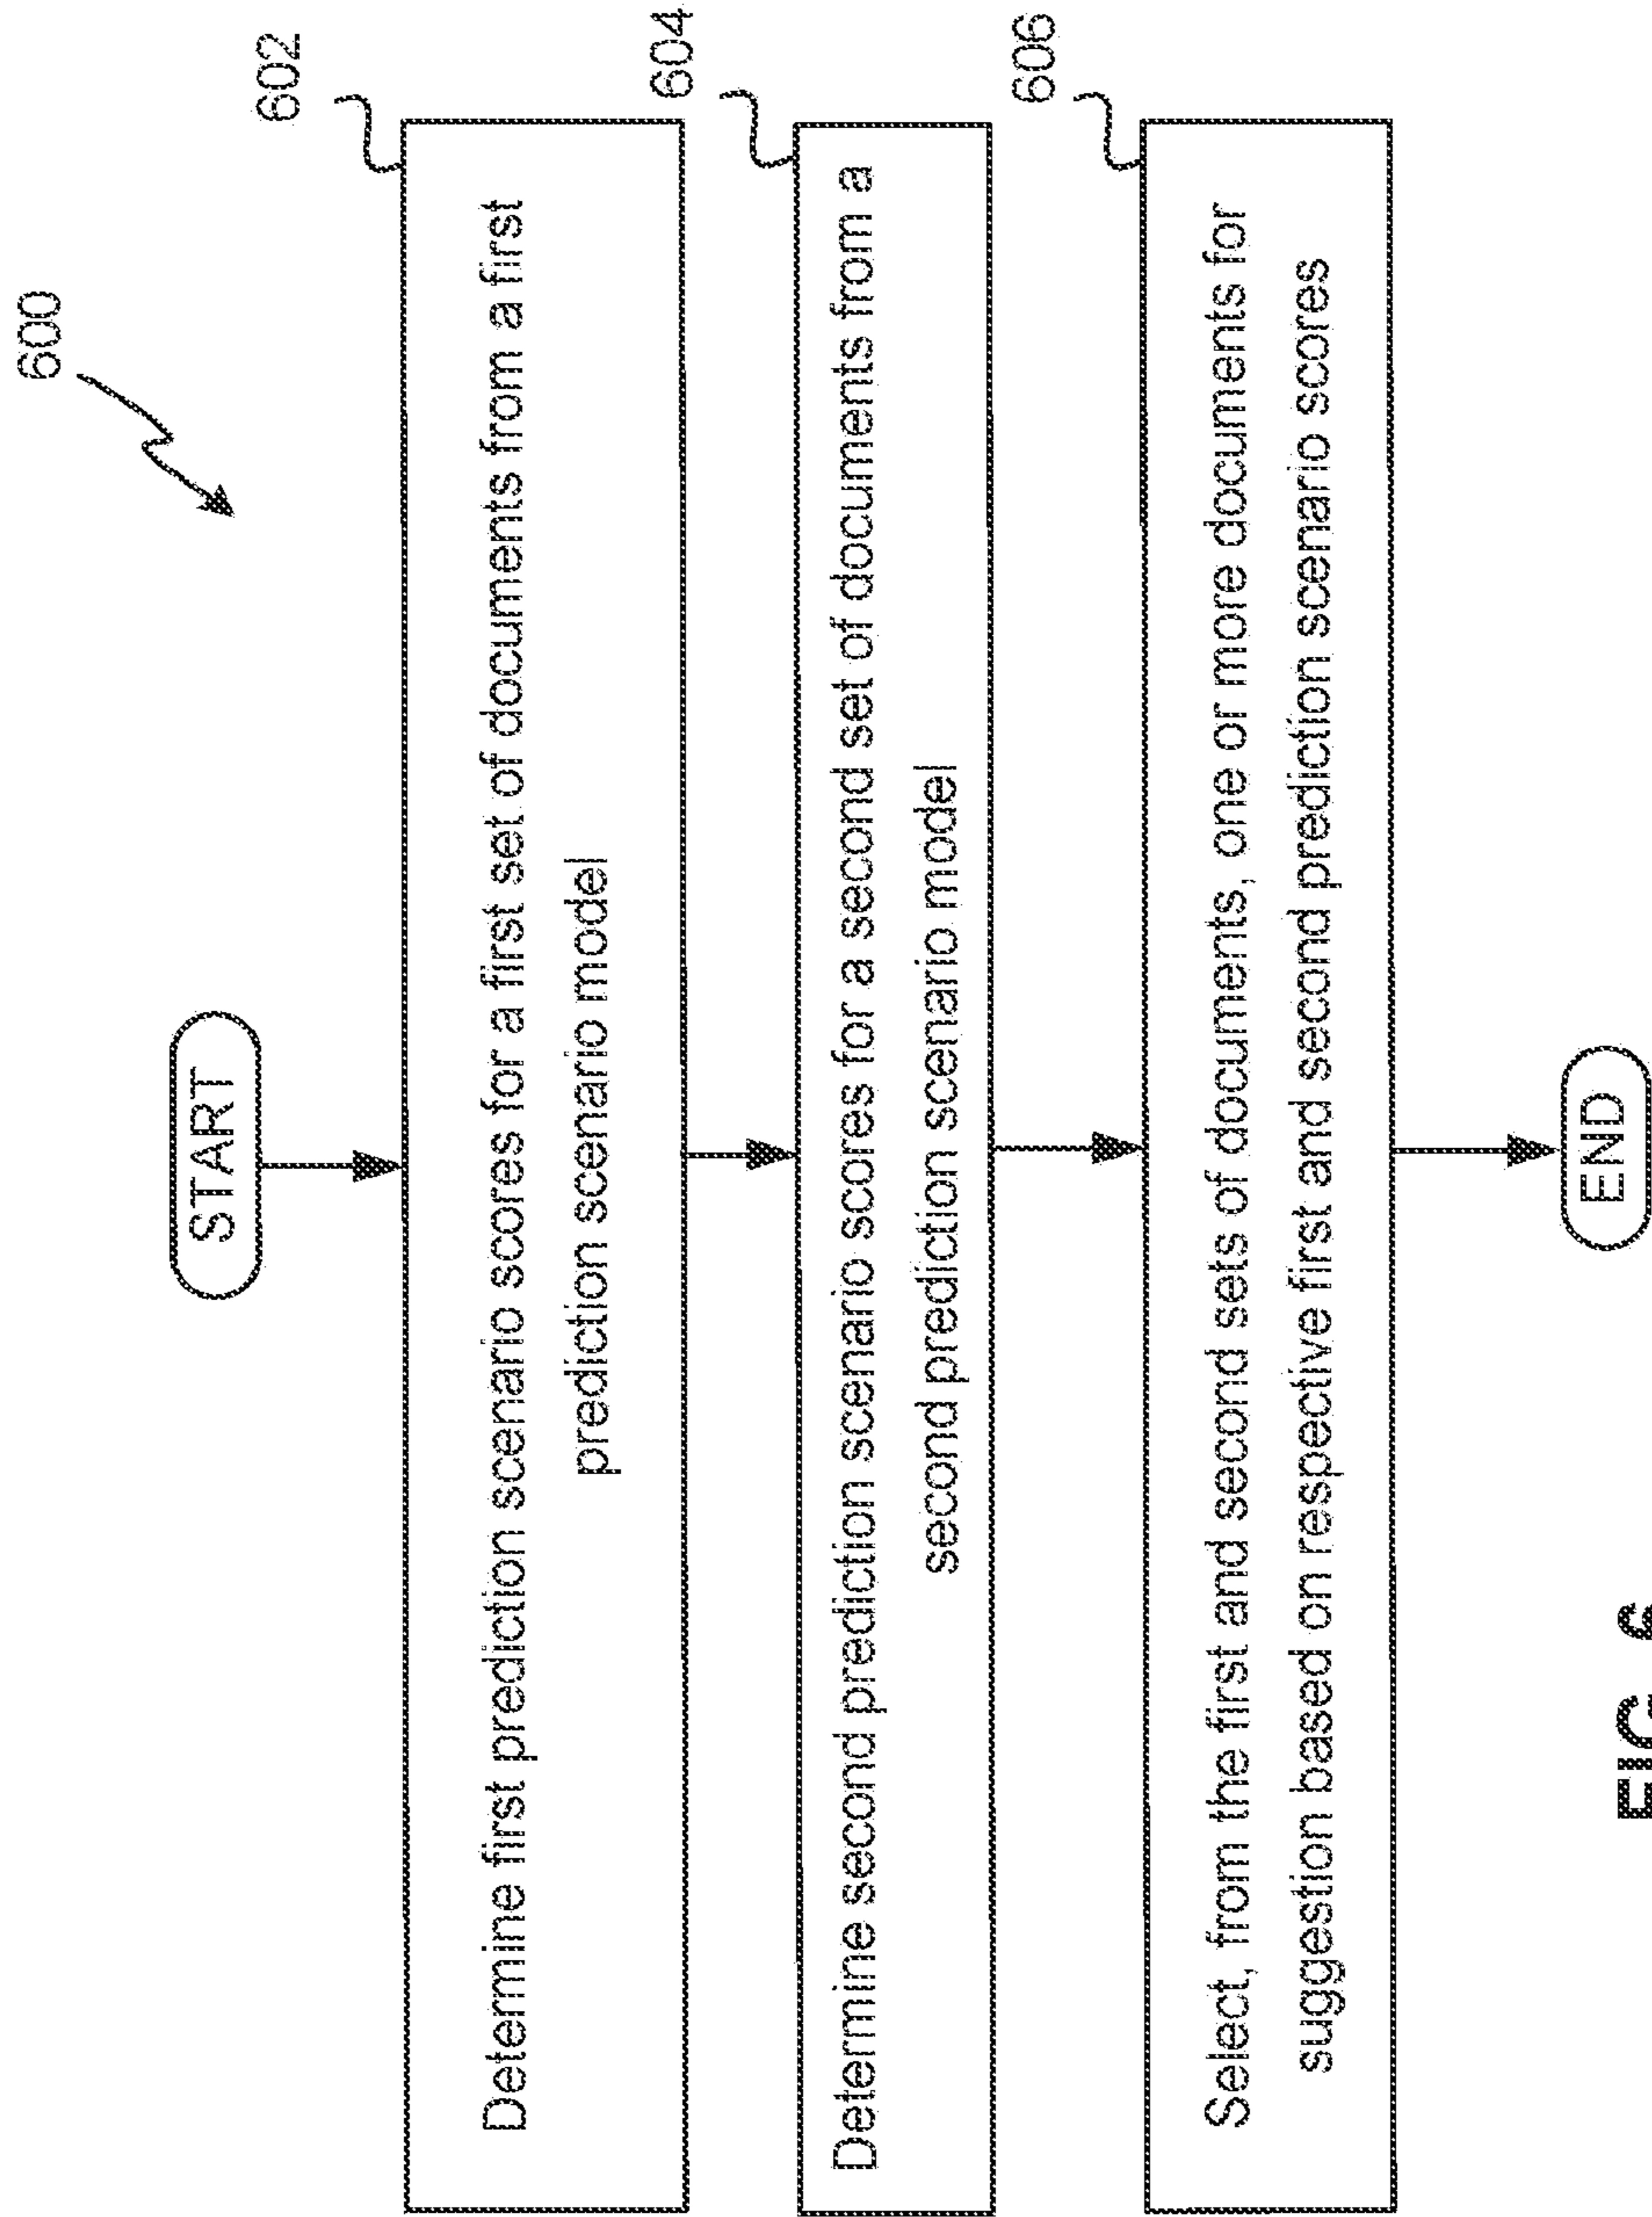 600
START
602
Determine first prediction scenario scores for a first set of documents from a first
prediction scenario model
604
Determine second prediction scenario scores for a second set of documents from a
second prediction scenario model
606
Select, from the first and second sets of documents, one or more documents for
suggestion based on respective first and second prediction scenario scores
END
FIG. 6